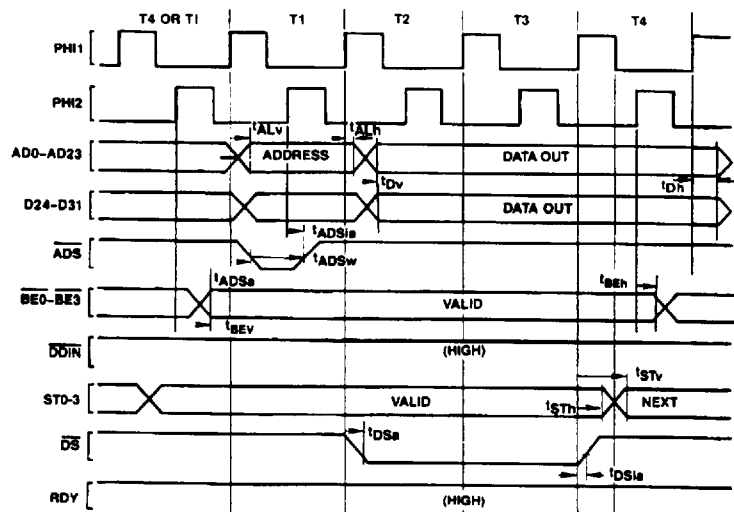 T4 OR TI T1 T2 T3 T4
PHI1
PHI2
tALv tALh
AD0–AD23 ADDRESS DATA OUT
tDv tDh
D24–D31 DATA OUT
tADSia
ADS tADSw
tADSa tBEh
BE0–BE3 VALID
tBEv
DDIN (HIGH)
tSTv
ST0-3 VALID tSTh NEXT
DS tDSa
tDSia
RDY (HIGH)